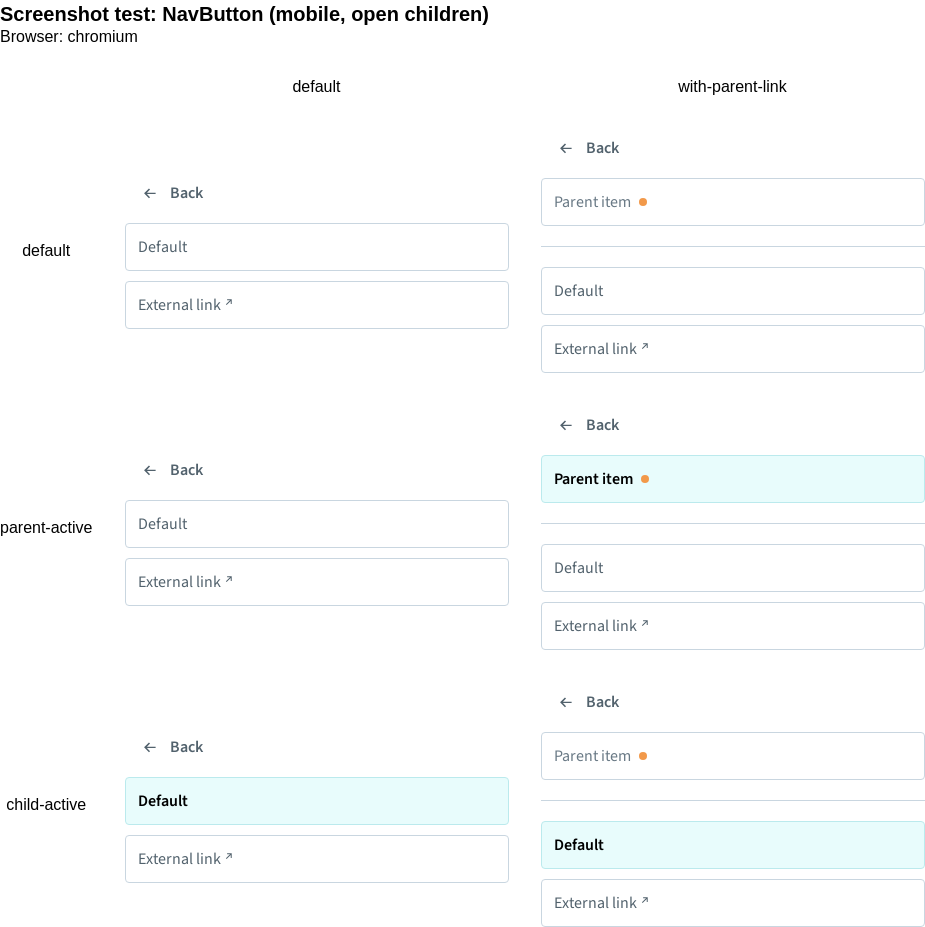 Screenshot test: NavButton (mobile, open children)
Browser: chromium
default with-parent-link
default
← Back
Default
External link ↗
← Back
Parent item
Default
External link ↗
parent-active
← Back
Default
External link ↗
← Back
Parent item
Default
External link ↗
child-active
← Back
Default
External link ↗
← Back
Parent item
Default
External link ↗